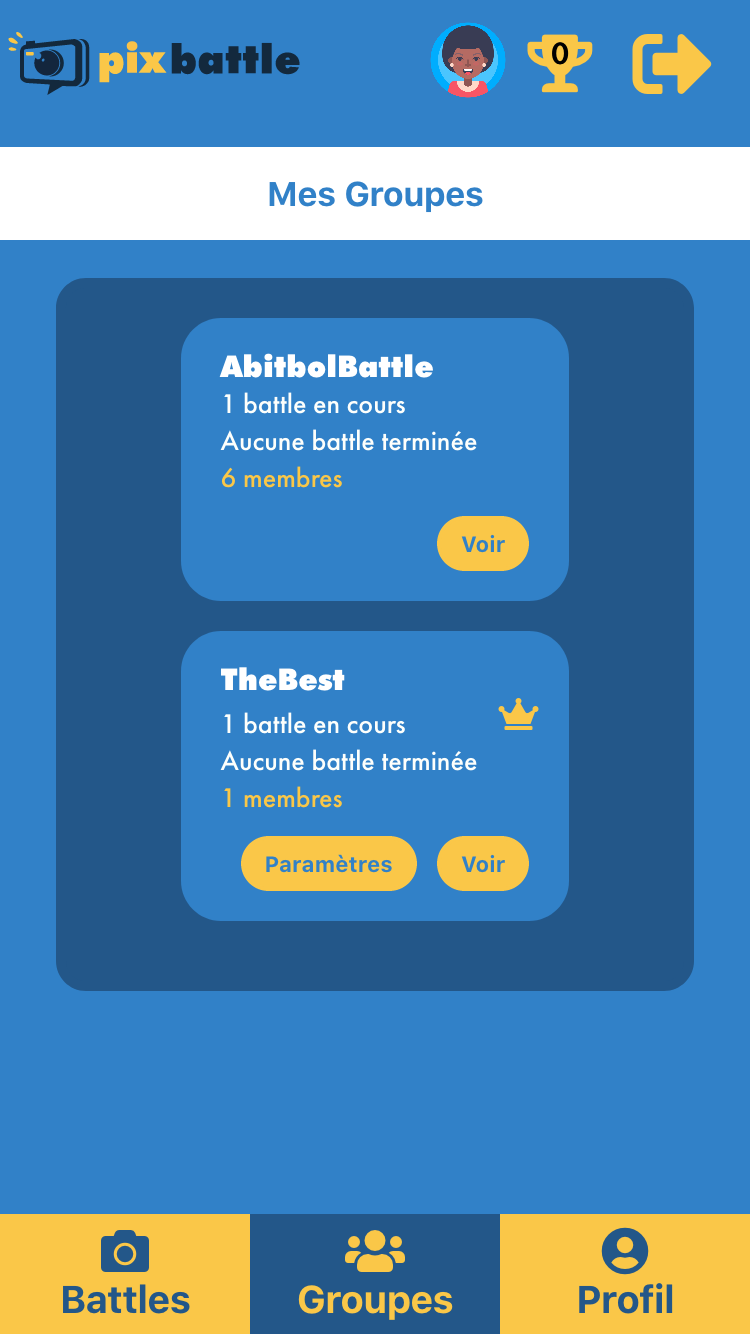 pixbattle
0
Mes Groupes
AbitbolBattle
1 battle en cours
Aucune battle terminée
6 membres
Voir
TheBest
1 battle en cours
Aucune battle terminée
1 membres
Paramètres
Voir
Battles
Groupes
Profil